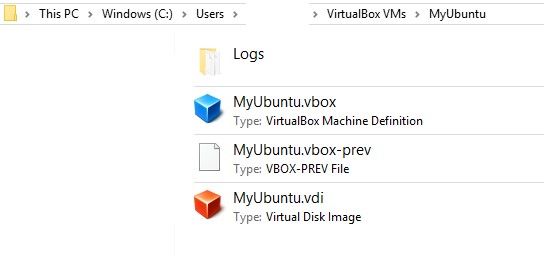 This PC > Windows (C:) > Users > VirtualBox VMs > MyUbuntu
Logs
MyUbuntu.vbox
Type: VirtualBox Machine Definition
MyUbuntu.vbox-prev
Type: VBOX-PREV File
MyUbuntu.vdi
Type: Virtual Disk Image